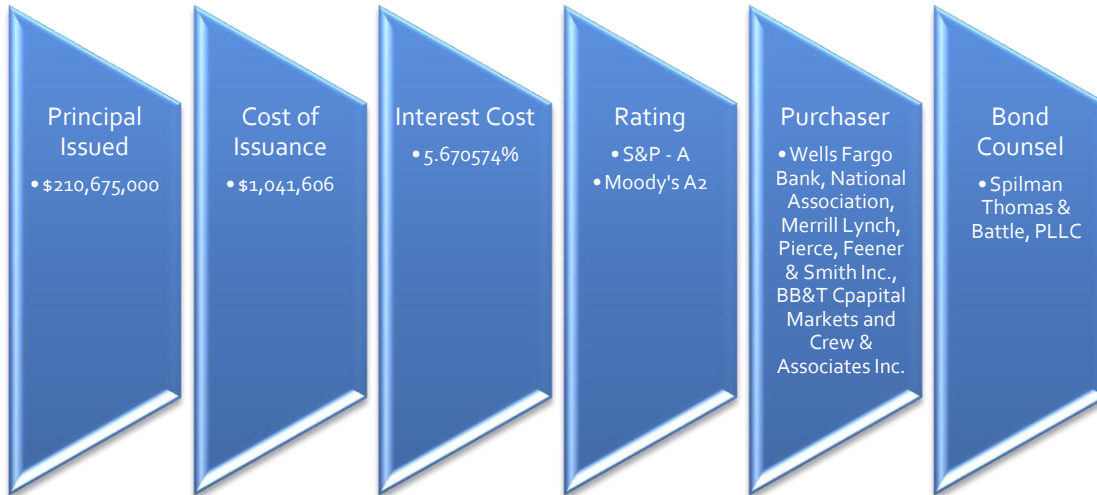 Principal
Issued
• $210,675,000
Cost of
Issuance
• $1,041,606
Interest Cost
• 5.670574%
Rating
• S&P - A
• Moody's A2
Purchaser
• Wells Fargo
Bank, National
Association,
Merrill Lynch,
Pierce, Feener
& Smith Inc.,
BB&T Cpapital
Markets and
Crew &
Associates Inc.
Bond
Counsel
• Spilman
Thomas &
Battle, PLLC